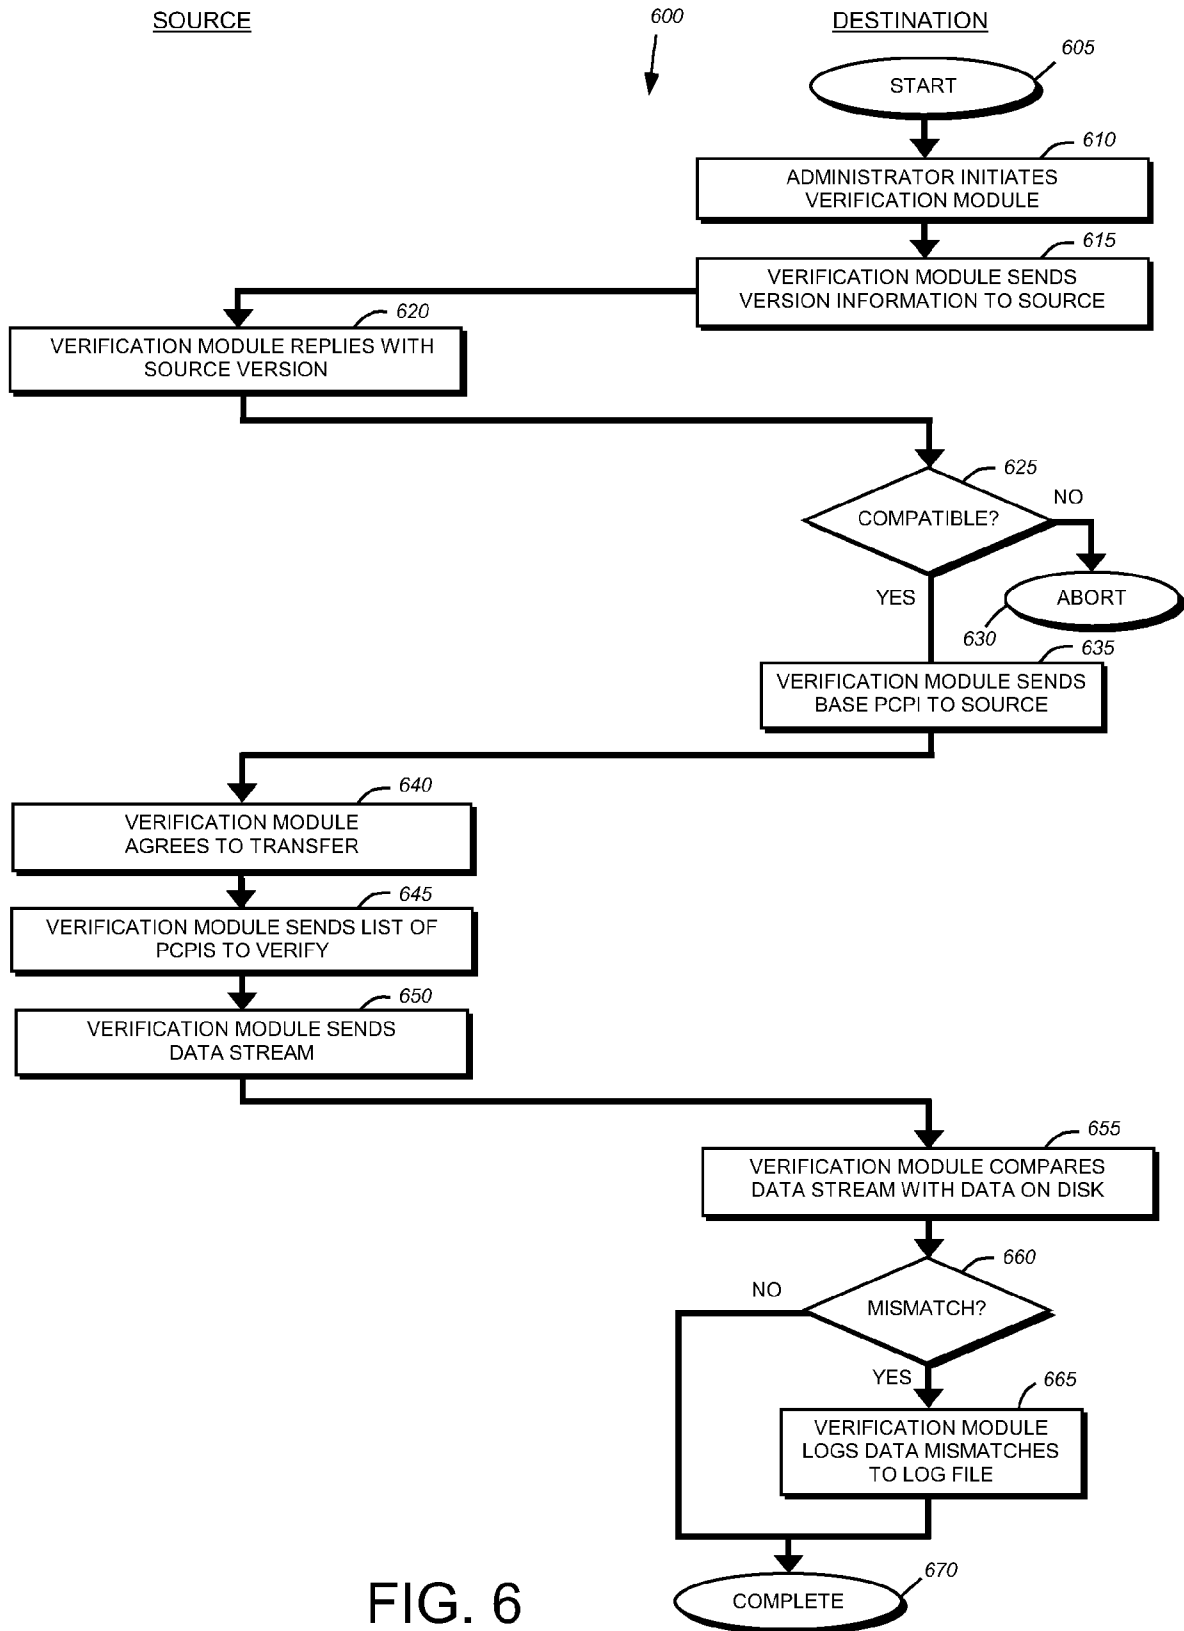 SOURCE
600
DESTINATION
605
START
610
ADMINISTRATOR INITIATES
VERIFICATION MODULE
615
VERIFICATION MODULE SENDS
VERSION INFORMATION TO SOURCE
620
VERIFICATION MODULE REPLIES WITH
SOURCE VERSION
625
COMPATIBLE?
NO
YES
ABORT
630
635
VERIFICATION MODULE SENDS
BASE PCPI TO SOURCE
640
VERIFICATION MODULE
AGREES TO TRANSFER
645
VERIFICATION MODULE SENDS LIST OF
PCPIS TO VERIFY
650
VERIFICATION MODULE SENDS
DATA STREAM
655
VERIFICATION MODULE COMPARES
DATA STREAM WITH DATA ON DISK
660
NO
MISMATCH?
YES
665
VERIFICATION MODULE
LOGS DATA MISMATCHES
TO LOG FILE
670
COMPLETE
FIG. 6